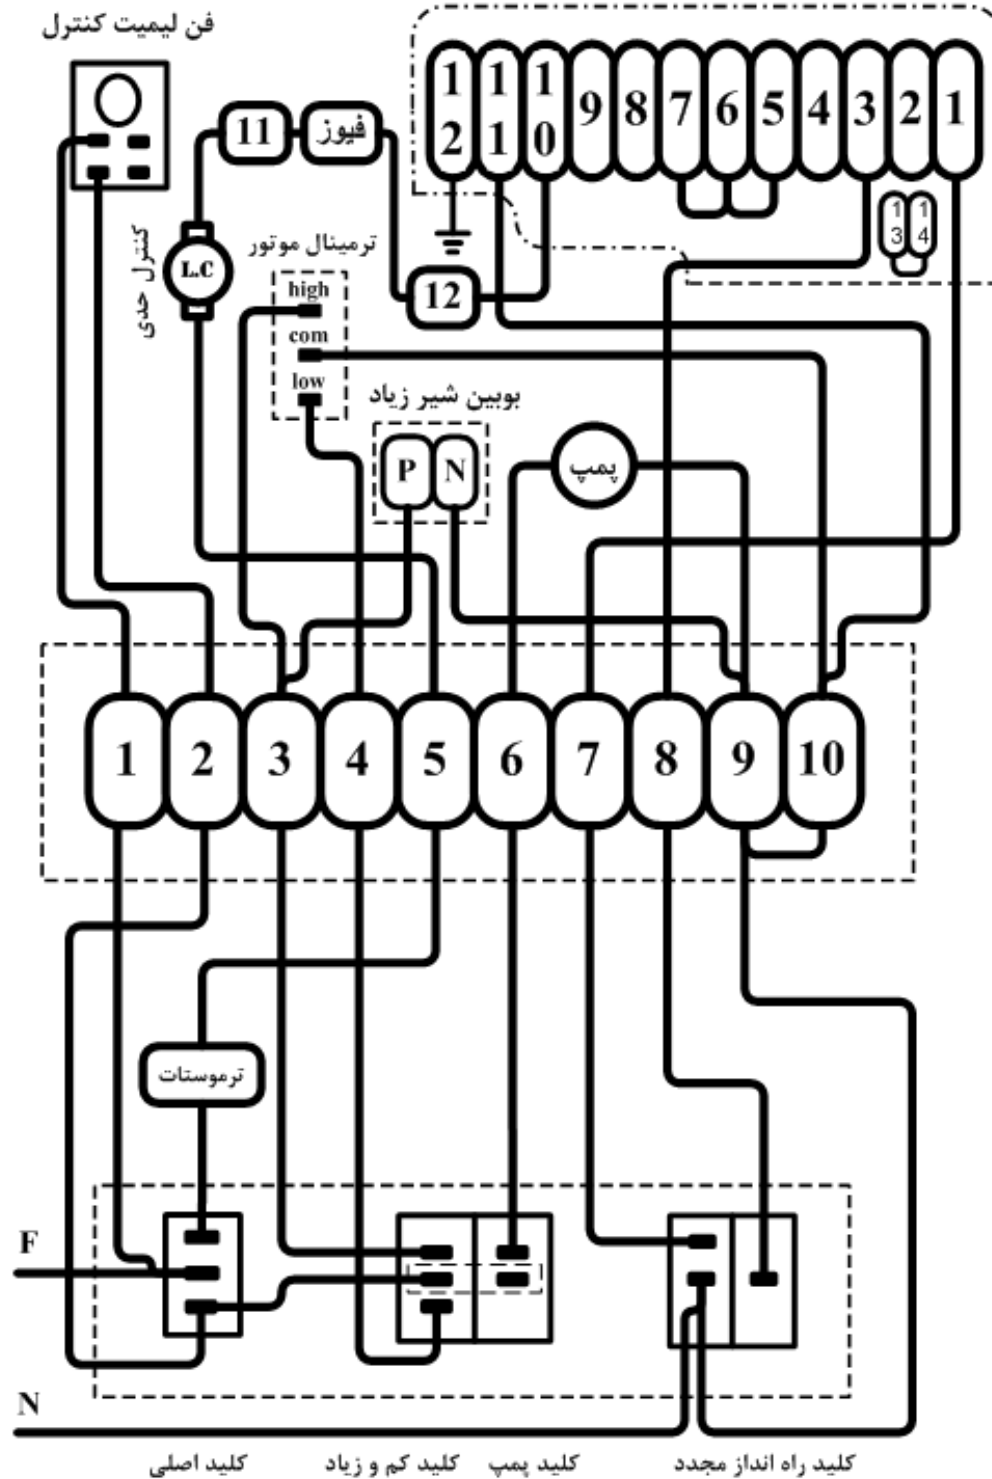 فن لیمیت کنترل
1 2
1 1
1 0
9
8
7
6
5
4
3
2
1
11
فیوز
1 3
1 4
کنترل حدی
L.C
ترمینال موتور
high
com
low
12
بوبین شیر زیاد
P
N
پمپ
1
2
3
4
5
6
7
8
9
10
ترموستات
F
N
کلید اصلی
کلید کم و زیاد
کلید پمپ
کلید راه انداز مجدد